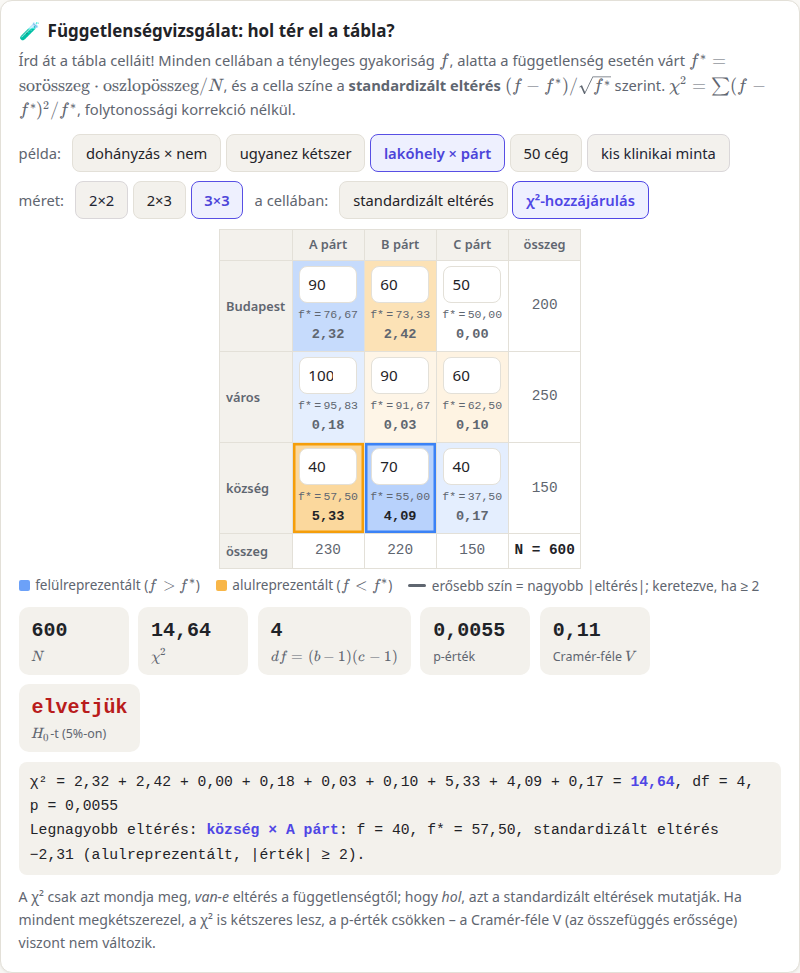 🧪 Függetlenségvizsgálat: hol tér el a tábla?
Írd át a tábla celláit! Minden cellában a tényleges gyakoriság f, alatta a függetlenség esetén várt f* =
sorösszeg · oszlopösszeg/N, és a cella színe a standardizált eltérés (f − f*)/√f* szerint. χ² = ∑(f −
f*)²/f*, folytonossági korrekció nélkül.
példa: dohányzás × nem ugyanez kétszer lakóhely × párt 50 cég kis klinikai minta
méret: 2×2 2×3 3×3 a cellában: standardizált eltérés χ²-hozzájárulás
A párt B párt C párt összeg
Budapest 90 60 50 200
f* = 76,67 f* = 73,33 f* = 50,00
2,32 2,42 0,00
város 100 90 60 250
f* = 95,83 f* = 91,67 f* = 62,50
0,18 0,03 0,10
község 40 70 40 150
f* = 57,50 f* = 55,00 f* = 37,50
5,33 4,09 0,17
összeg 230 220 150 N = 600
felülreprezentált (f > f*) alulreprezentált (f < f*) erősebb szín = nagyobb |eltérés|; keretezve, ha ≥ 2
600 14,64 4 0,0055 0,11
N χ² df = (b − 1)(c − 1) p-érték Cramér-féle V
elvetjük
H₀-t (5%-on)
χ² = 2,32 + 2,42 + 0,00 + 0,18 + 0,03 + 0,10 + 5,33 + 4,09 + 0,17 = 14,64, df = 4,
p = 0,0055
Legnagyobb eltérés: község × A párt: f = 40, f* = 57,50, standardizált eltérés
−2,31 (alulreprezentált, |érték| ≥ 2).
A χ² csak azt mondja meg, van-e eltérés a függetlenségtől; hogy hol, azt a standardizált eltérések mutatják. Ha
mindent megkétszerezel, a χ² is kétszeres lesz, a p-érték csökken – a Cramér-féle V (az összefüggés erőssége)
viszont nem változik.